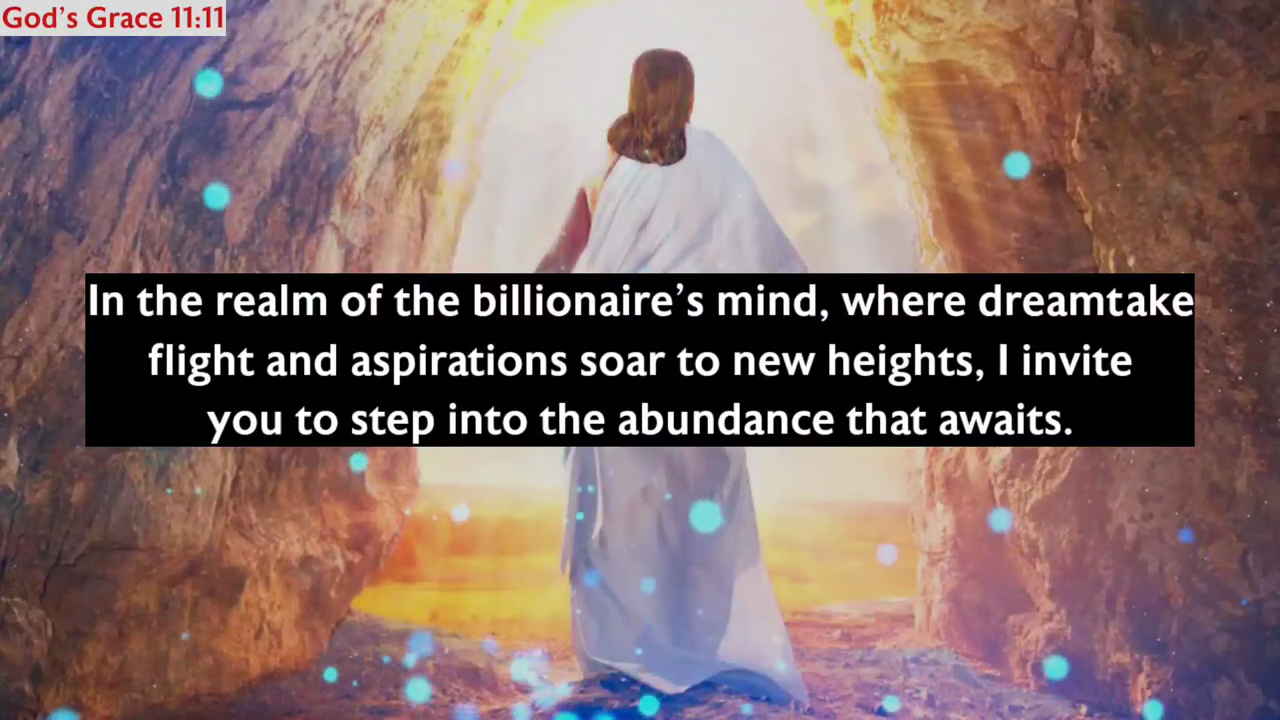 God's Grace 11:11
In the realm of the billionaire's mind, where dreamtake
flight and aspirations soar to new heights, I invite
you to step into the abundance that awaits.